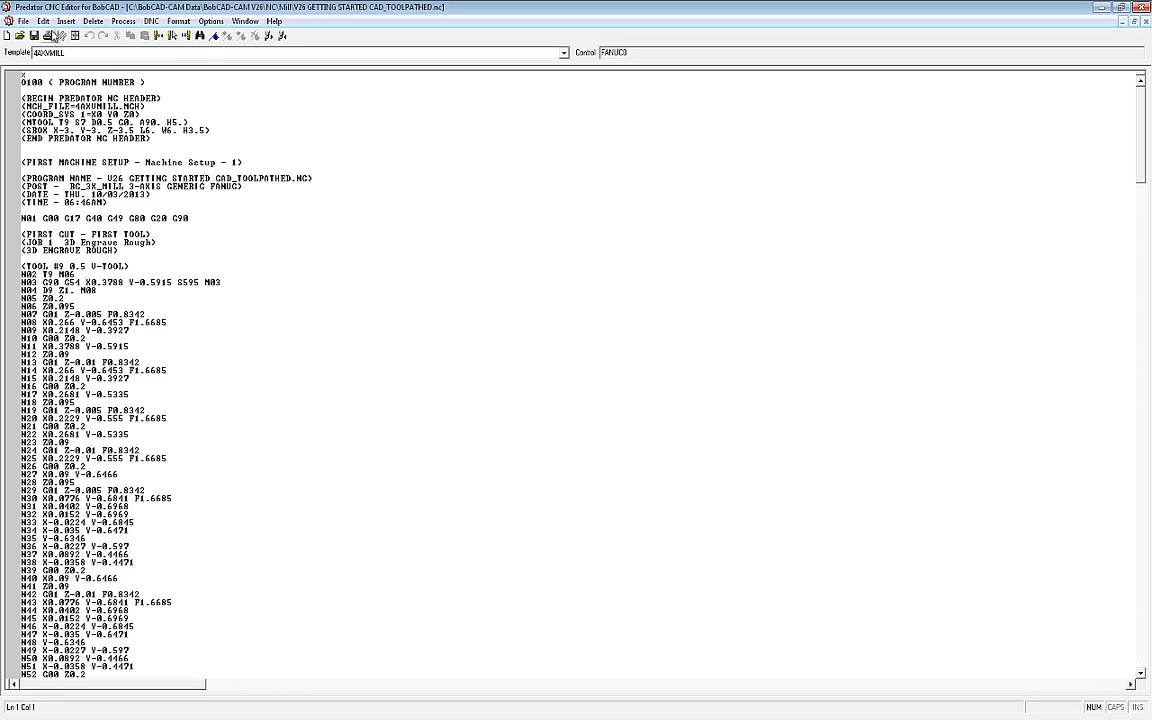 Predator CNC Editor for BobCAD - [C:\BobCAD-CAM Data\BobCAD-CAM V26\NC\Mill\V26 GETTING STARTED CAD_TOOLPATHED.nc]
File Edit Insert Delete Process DNC Format Options Window Help
Template 4AXVMILL Control FANUC0
%
O100 ( PROGRAM NUMBER )
(BEGIN PREDATOR NC HEADER)
(MCH_FILE=4AXVMILL.MCH)
(COORD_SYS 1=X0 Y0 Z0)
(MTOOL T9 S7 D0.5 C0. A90. H5.)
(SBOX X-3. Y-3. Z-3.5 L6. W6. H3.5)
(END PREDATOR NC HEADER)
(FIRST MACHINE SETUP - Machine Setup - 1)
(PROGRAM NAME - V26 GETTING STARTED CAD_TOOLPATHED.NC)
(POST -  BC_3X_MILL 3-AXIS GENERIC FANUC)
(DATE - THU. 10/03/2013)
(TIME - 06:46AM)
N01 G00 G17 G40 G49 G80 G20 G90
(FIRST CUT - FIRST TOOL)
(JOB 1  3D Engrave Rough)
(3D ENGRAVE ROUGH)
(TOOL #9 0.5 V-TOOL)
N02 T9 M06
N03 G90 G54 X0.3788 Y-0.5915 S595 M03
N04 D9 Z1. M08
N05 Z0.2
N06 Z0.095
N07 G01 Z-0.005 F0.8342
N08 X0.266 Y-0.6453 F1.6685
N09 X0.2148 Y-0.3927
N10 G00 Z0.2
N11 X0.3788 Y-0.5915
N12 Z0.09
N13 G01 Z-0.01 F0.8342
N14 X0.266 Y-0.6453 F1.6685
N15 X0.2148 Y-0.3927
N16 G00 Z0.2
N17 X0.2681 Y-0.5335
N18 Z0.095
N19 G01 Z-0.005 F0.8342
N20 X0.2229 Y-0.555 F1.6685
N21 G00 Z0.2
N22 X0.2681 Y-0.5335
N23 Z0.09
N24 G01 Z-0.01 F0.8342
N25 X0.2229 Y-0.555 F1.6685
N26 G00 Z0.2
N27 X0.09 Y-0.6466
N28 Z0.095
N29 G01 Z-0.005 F0.8342
N30 X0.0776 Y-0.6841 F1.6685
N31 X0.0402 Y-0.6968
N32 X0.0152 Y-0.6969
N33 X-0.0224 Y-0.6845
N34 X-0.035 Y-0.6471
N35 Y-0.6346
N36 X-0.0227 Y-0.597
N37 X0.0892 Y-0.4466
N38 X-0.0358 Y-0.4471
N39 G00 Z0.2
N40 X0.09 Y-0.6466
N41 Z0.09
N42 G01 Z-0.01 F0.8342
N43 X0.0776 Y-0.6841 F1.6685
N44 X0.0402 Y-0.6968
N45 X0.0152 Y-0.6969
N46 X-0.0224 Y-0.6845
N47 X-0.035 Y-0.6471
N48 Y-0.6346
N49 X-0.0227 Y-0.597
N50 X0.0892 Y-0.4466
N51 X-0.0358 Y-0.4471
N52 G00 Z0.2
Ln 1 Col 1 NUM CAPS INS